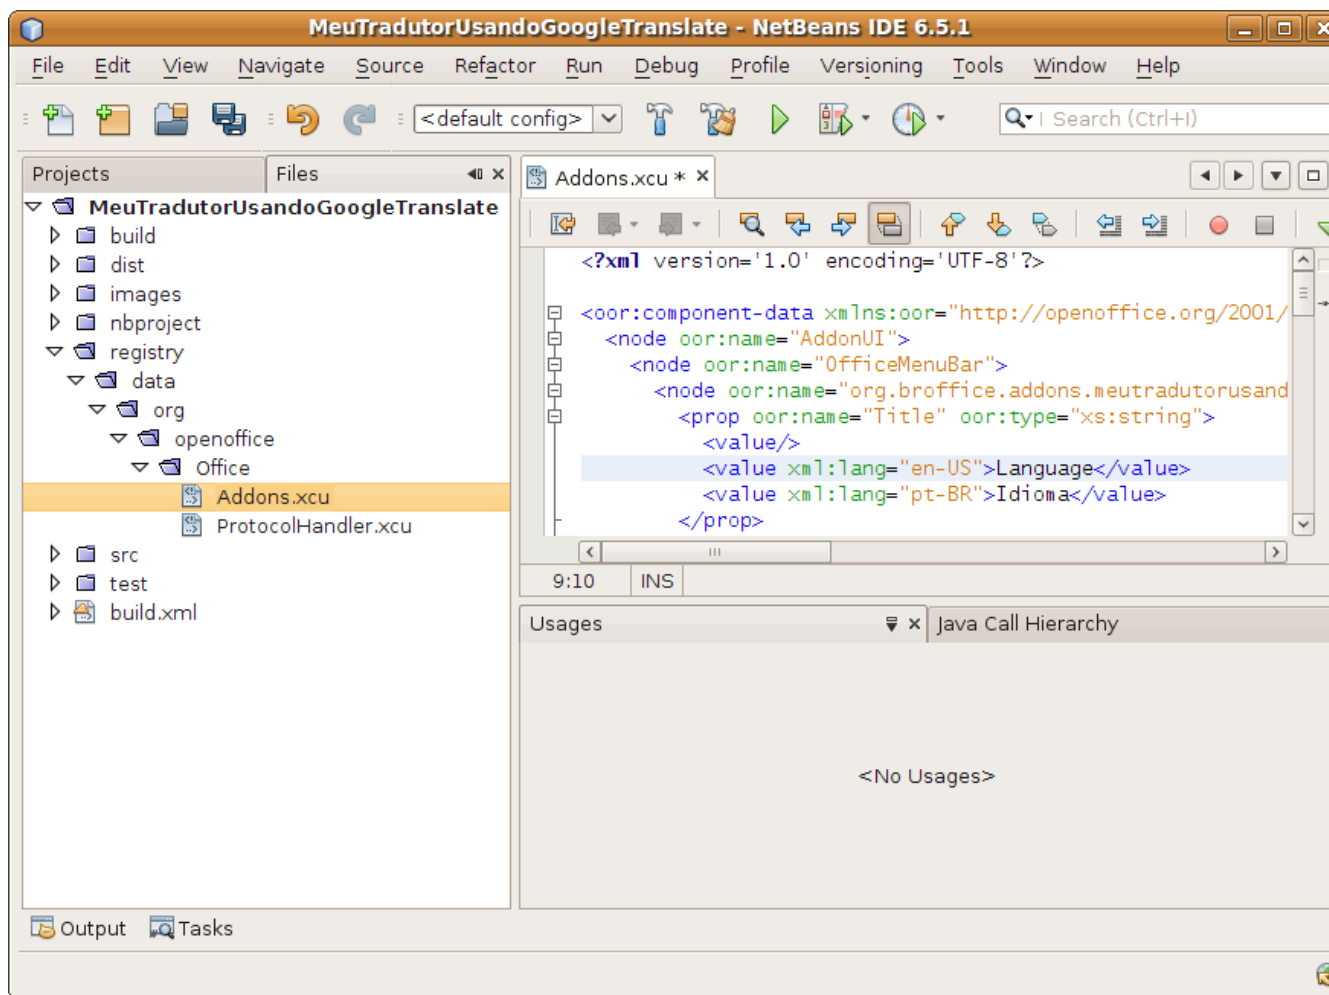 MeuTradutorUsandoGoogleTranslate - NetBeans IDE 6.5.1
File Edit View Navigate Source Refactor Run Debug Profile Versioning Tools Window Help
<default config> Search (Ctrl+I)
Projects Files
MeuTradutorUsandoGoogleTranslate
build
dist
images
nbproject
registry
data
org
openoffice
Office
Addons.xcu
ProtocolHandler.xcu
src
test
build.xml
Addons.xcu *
<?xml version='1.0' encoding='UTF-8'?>
<oor:component-data xmlns:oor="http://openoffice.org/2001/
<node oor:name="AddonUI">
<node oor:name="OfficeMenuBar">
<node oor:name="org.broffice.addons.meutradutorusand
<prop oor:name="Title" oor:type="xs:string">
<value/>
<value xml:lang="en-US">Language</value>
<value xml:lang="pt-BR">Idioma</value>
</prop>
9:10 INS
Usages Java Call Hierarchy
<No Usages>
Output Tasks